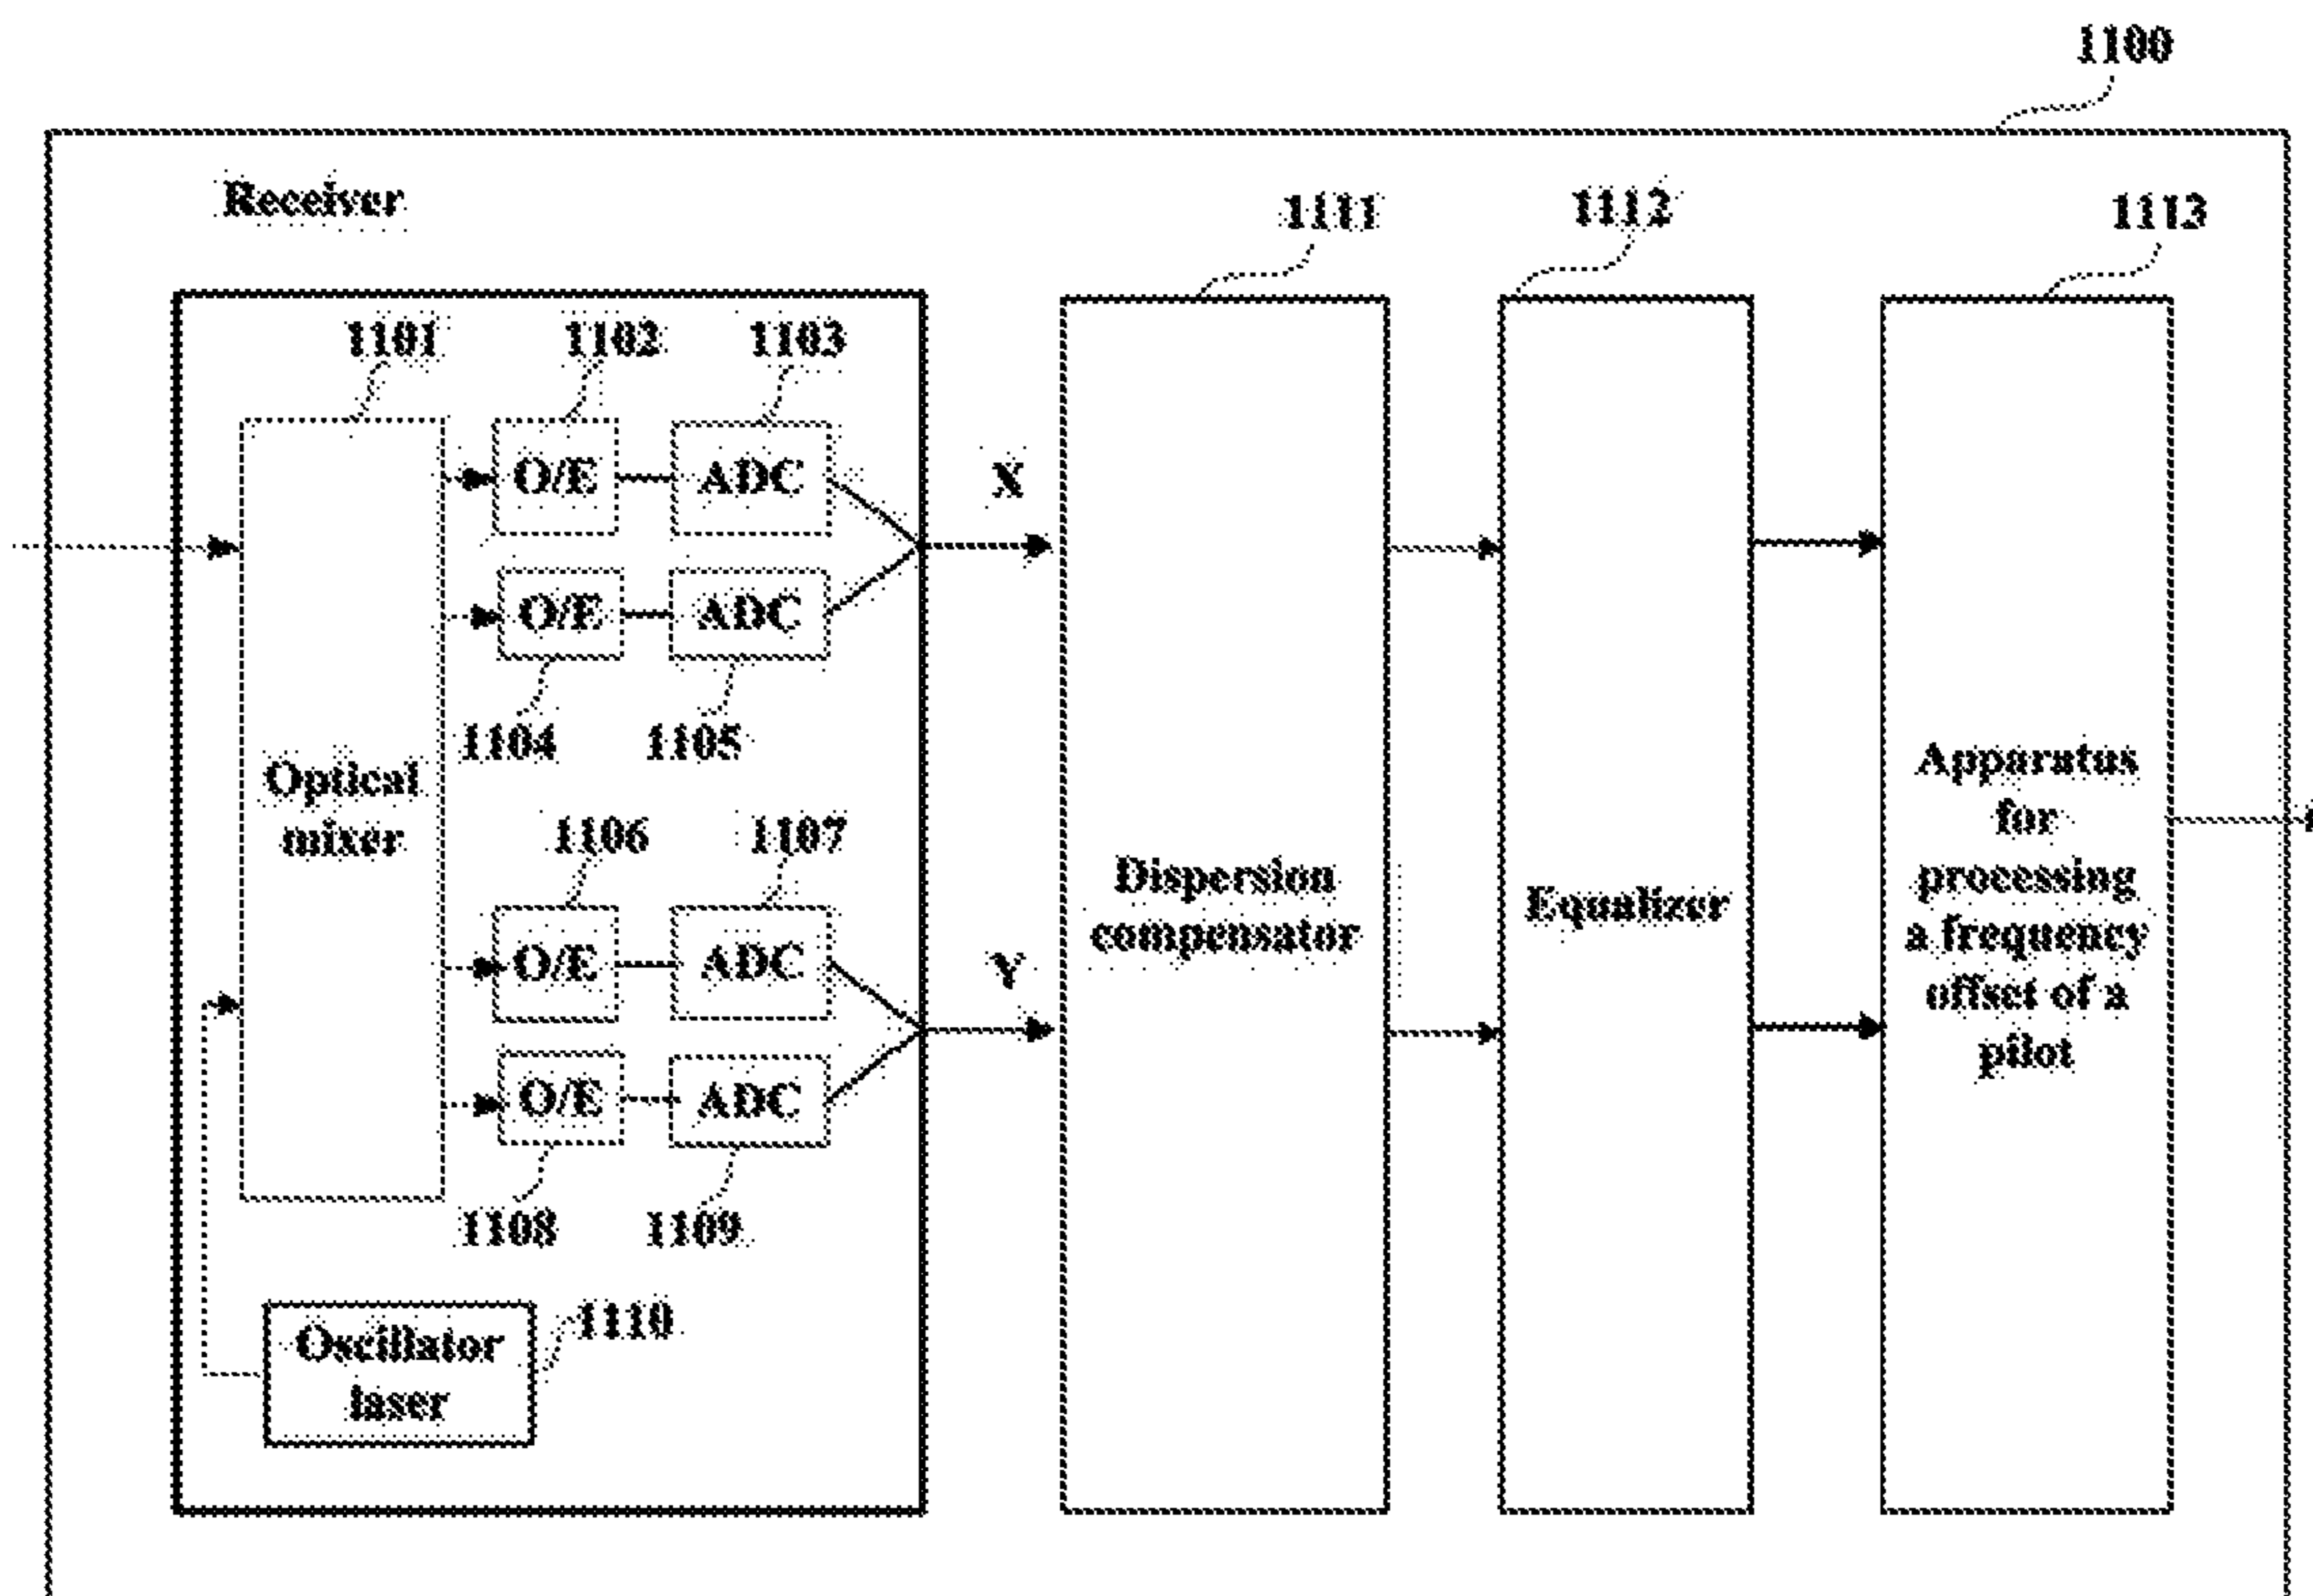 1100
Receiver
1111
1112
1113
1101
1102
1103
O/E
ADC
X
O/E
ADC
1104
1105
Optical
mixer
1106
1107
O/E
ADC
Y
O/E
ADC
1108
1109
Oscillator
laser
1110
Dispersion
compensator
Equalizer
Apparatus
for
processing
a frequency
offset of a
pilot